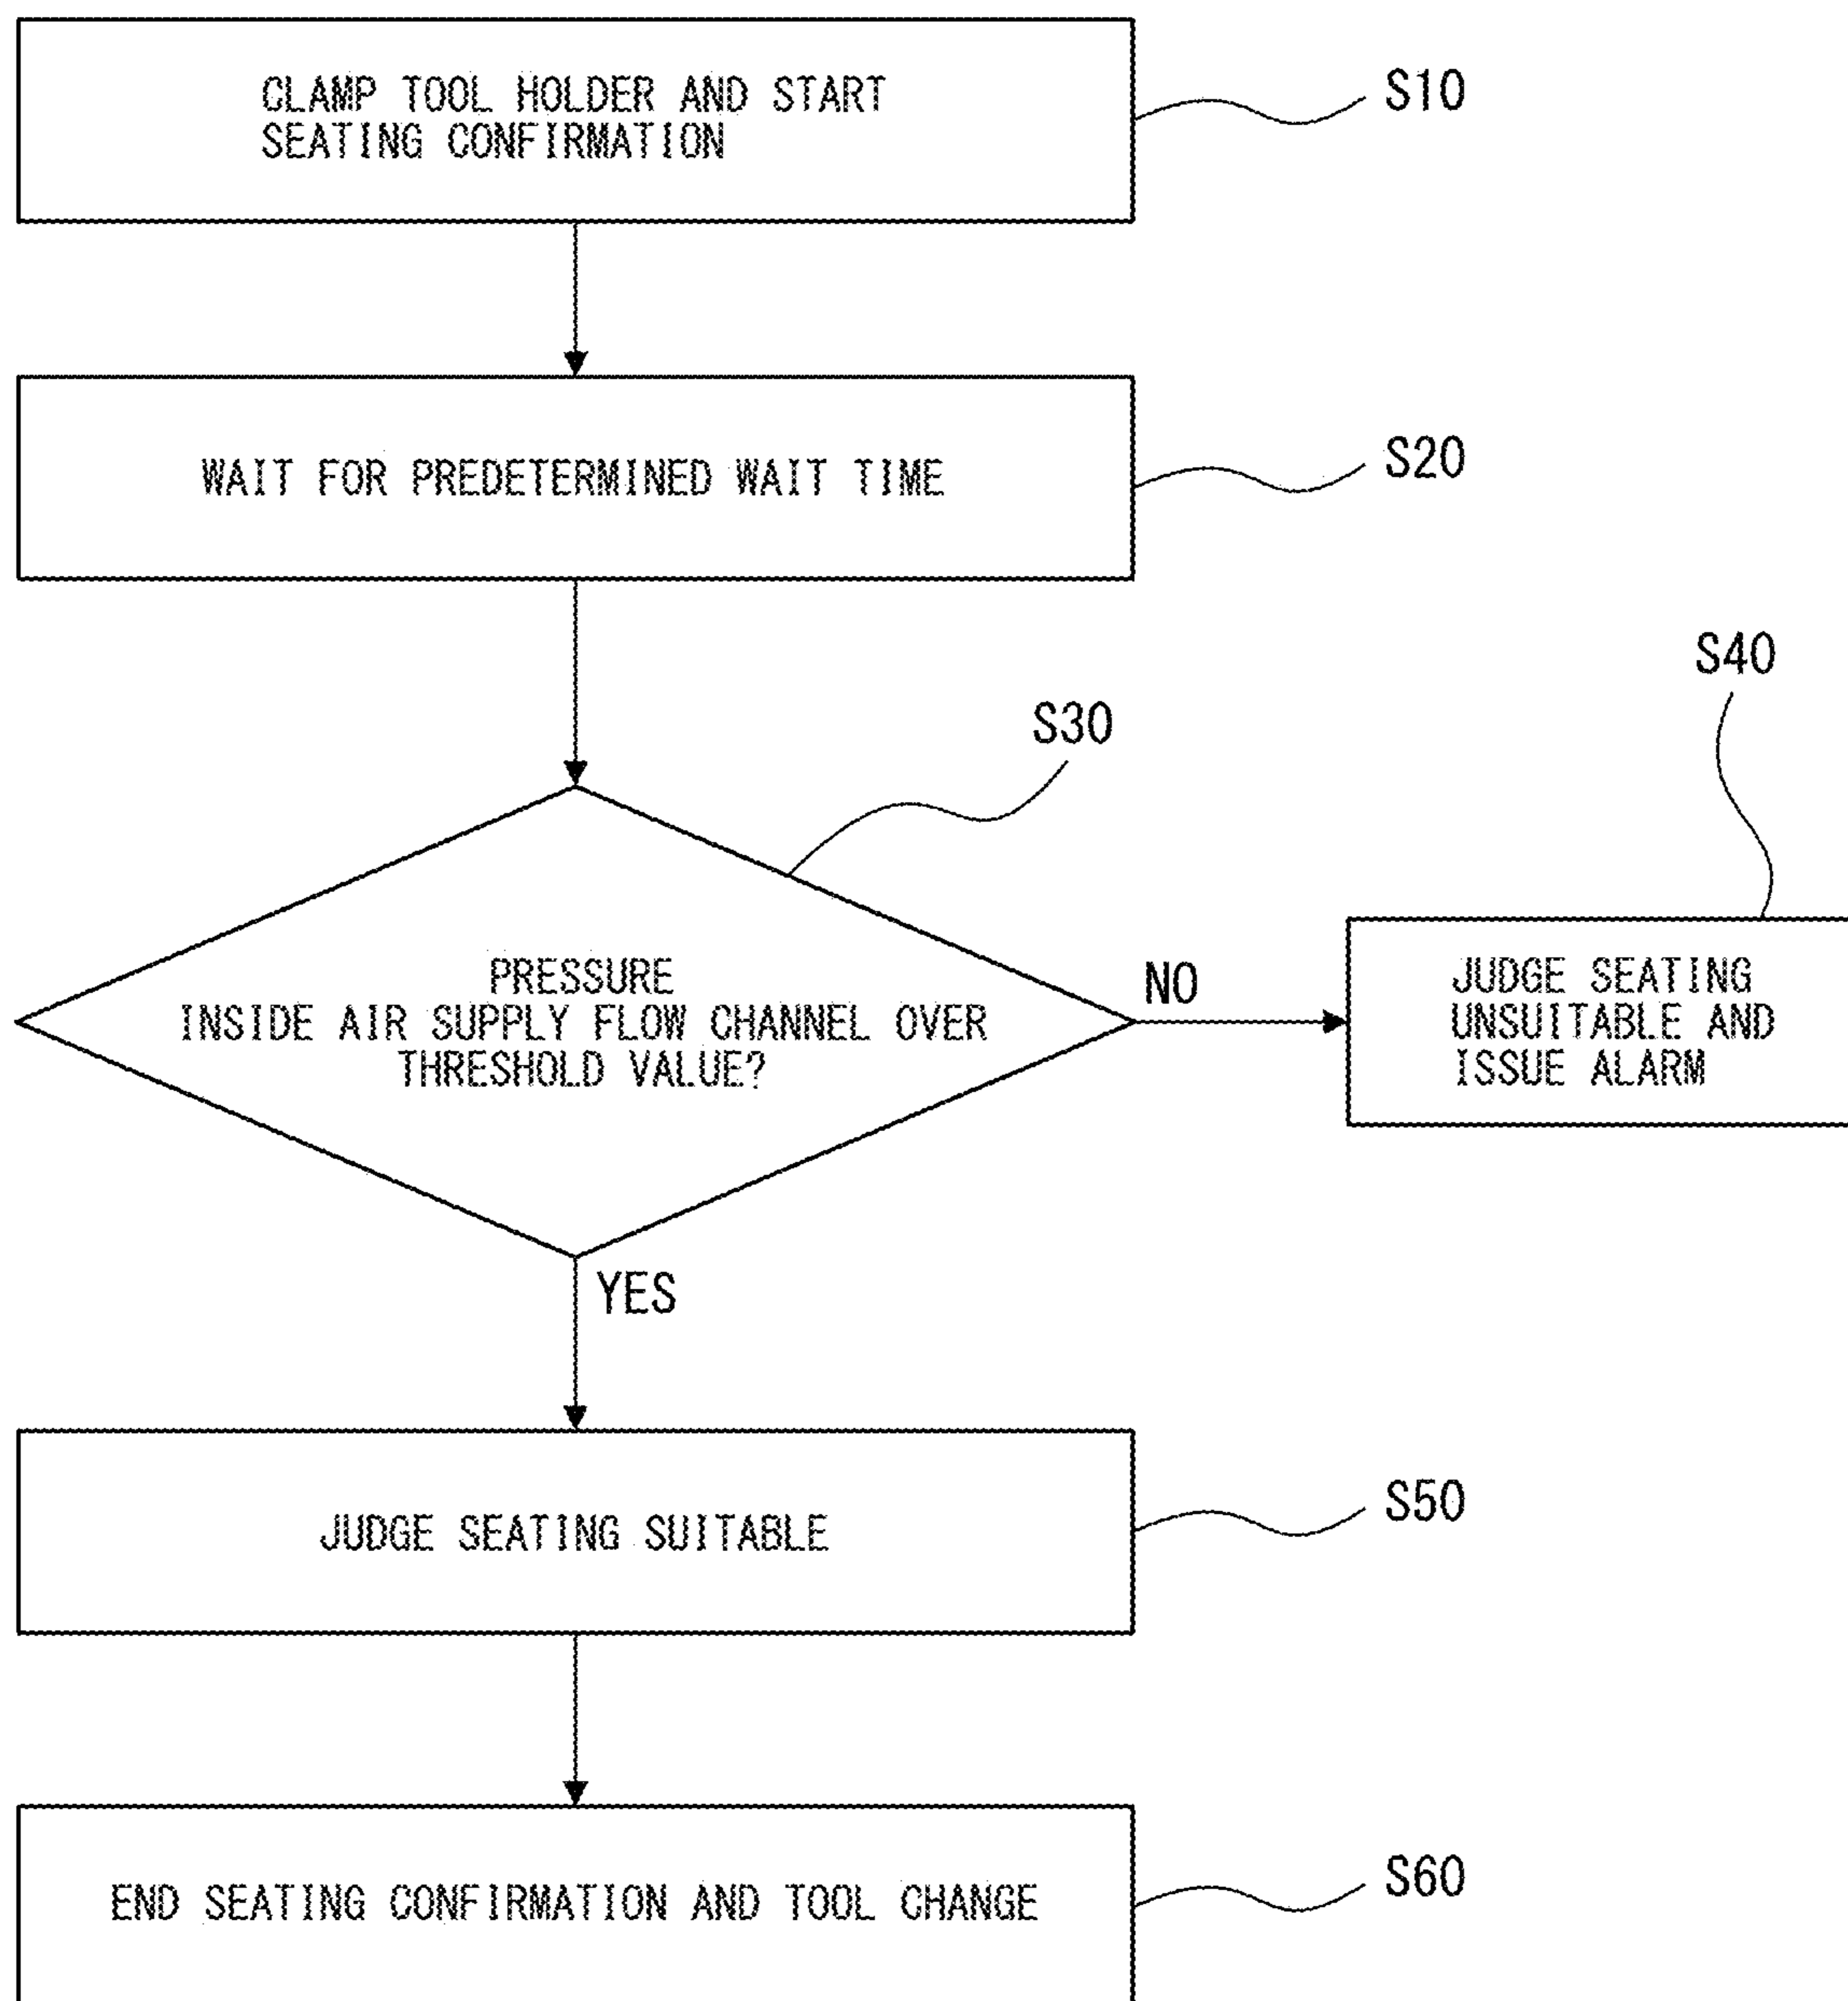 CLAMP TOOL HOLDER AND START
SEATING CONFIRMATION
S10
WAIT FOR PREDETERMINED WAIT TIME
S20
S30
S40
PRESSURE
INSIDE AIR SUPPLY FLOW CHANNEL OVER
THRESHOLD VALUE?
NO
JUDGE SEATING
UNSUITABLE AND
ISSUE ALARM
YES
JUDGE SEATING SUITABLE
S50
END SEATING CONFIRMATION AND TOOL CHANGE
S60